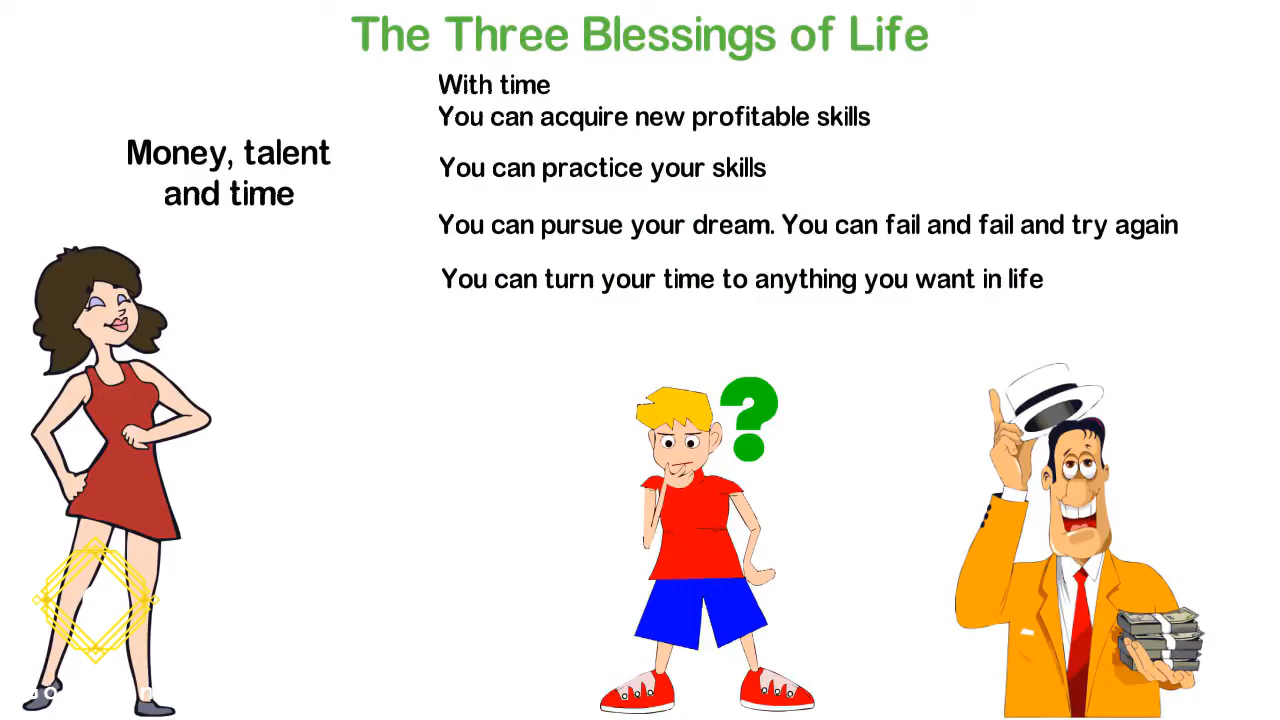 The Three Blessings of Life
With time
You can acquire new profitable skills
Money, talent
and time
You can practice your skills
You can pursue your dream. You can fail and fail and try again
You can turn your time to anything you want in life